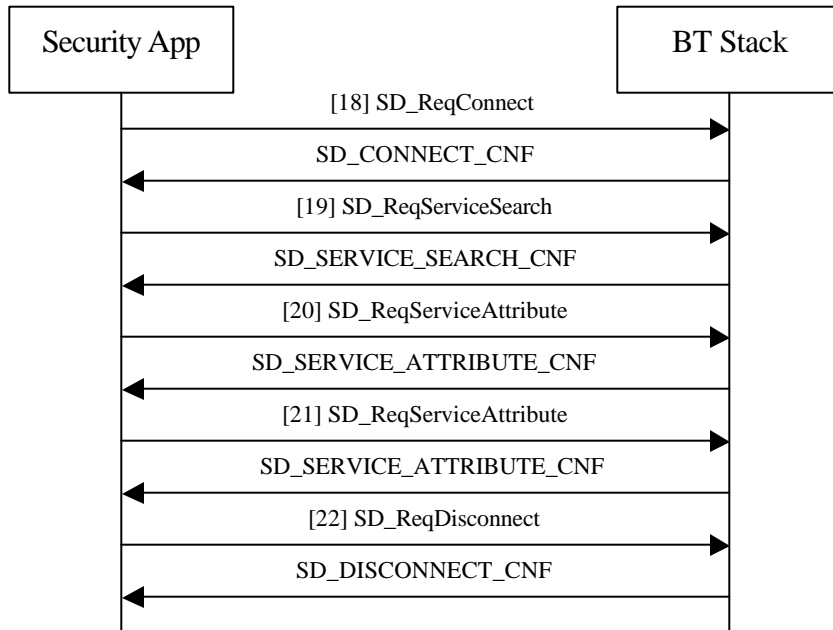 Security App
BT Stack
[18] SD_ReqConnect
SD_CONNECT_CNF
[19] SD_ReqServiceSearch
SD_SERVICE_SEARCH_CNF
[20] SD_ReqServiceAttribute
SD_SERVICE_ATTRIBUTE_CNF
[21] SD_ReqServiceAttribute
SD_SERVICE_ATTRIBUTE_CNF
[22] SD_ReqDisconnect
SD_DISCONNECT_CNF